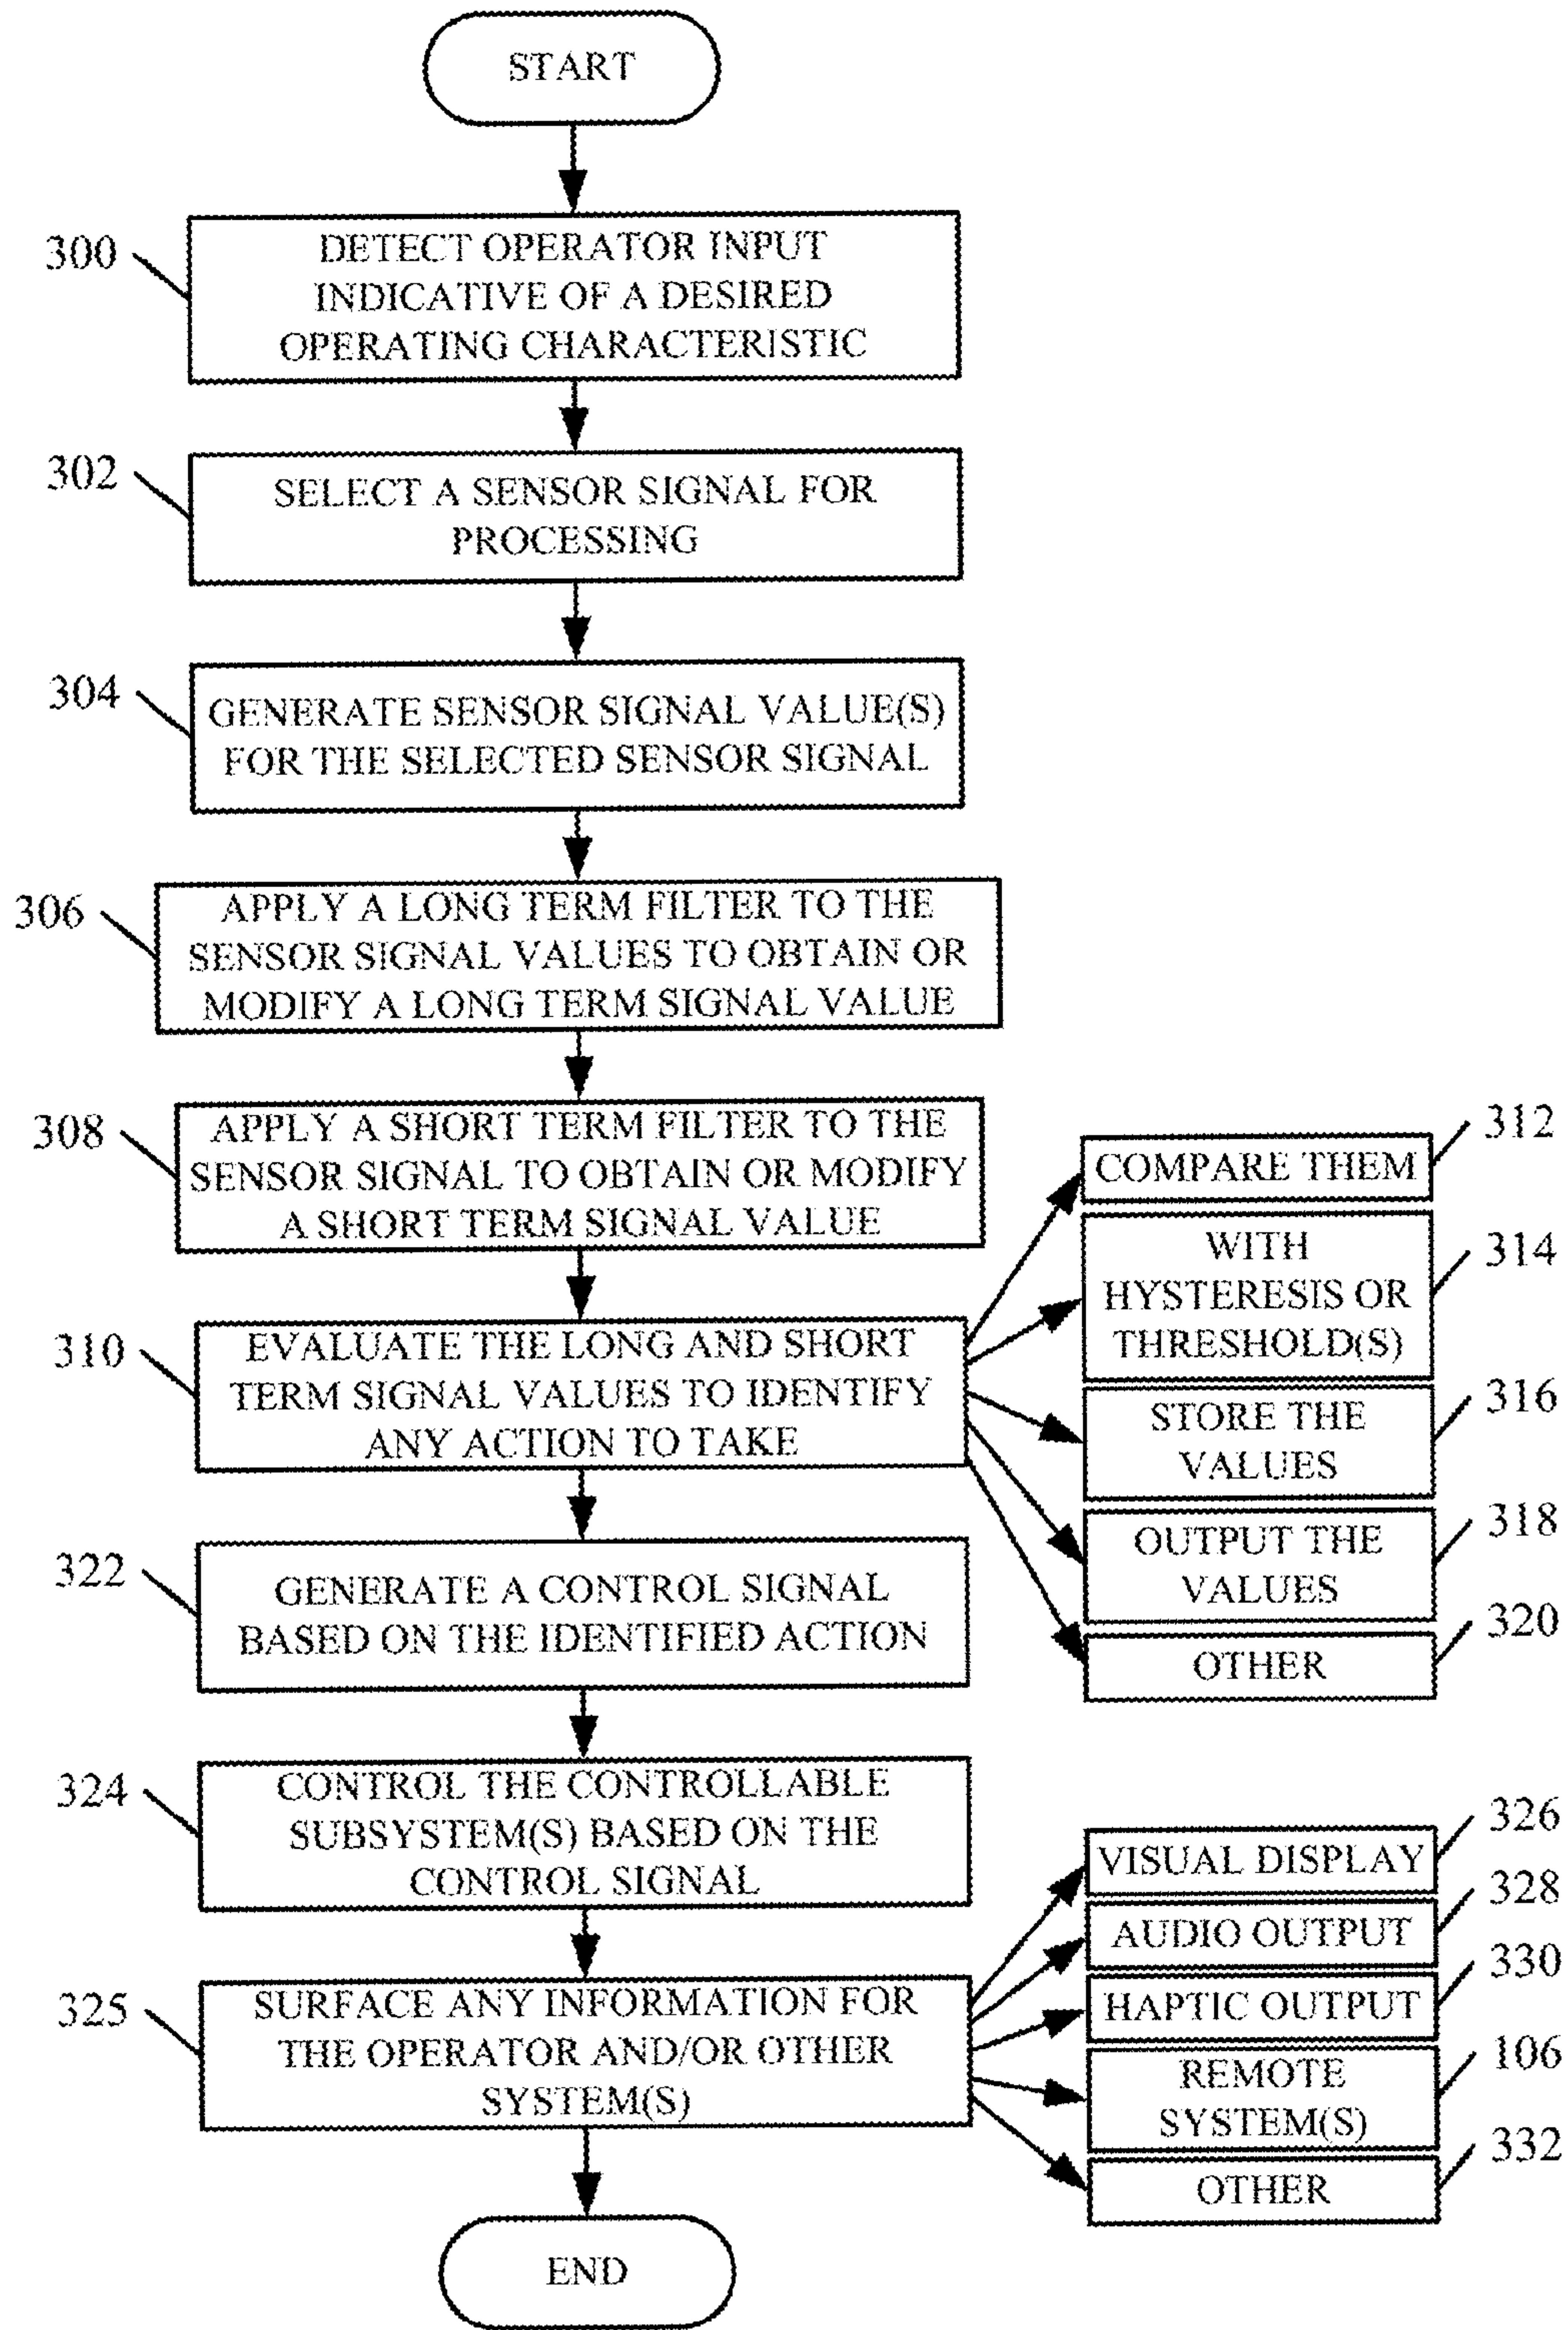 START
300
DETECT OPERATOR INPUT
INDICATIVE OF A DESIRED
OPERATING CHARACTERISTIC
302
SELECT A SENSOR SIGNAL FOR
PROCESSING
304
GENERATE SENSOR SIGNAL VALUE(S)
FOR THE SELECTED SENSOR SIGNAL
306
APPLY A LONG TERM FILTER TO THE
SENSOR SIGNAL VALUES TO OBTAIN OR
MODIFY A LONG TERM SIGNAL VALUE
308
APPLY A SHORT TERM FILTER TO THE
SENSOR SIGNAL TO OBTAIN OR MODIFY
A SHORT TERM SIGNAL VALUE
310
EVALUATE THE LONG AND SHORT
TERM SIGNAL VALUES TO IDENTIFY
ANY ACTION TO TAKE
COMPARE THEM
312
WITH
HYSTERESIS OR
THRESHOLD(S)
314
STORE THE
VALUES
316
OUTPUT THE
VALUES
318
OTHER
320
322
GENERATE A CONTROL SIGNAL
BASED ON THE IDENTIFIED ACTION
324
CONTROL THE CONTROLLABLE
SUBSYSTEM(S) BASED ON THE
CONTROL SIGNAL
325
SURFACE ANY INFORMATION FOR
THE OPERATOR AND/OR OTHER
SYSTEM(S)
VISUAL DISPLAY
326
AUDIO OUTPUT
328
HAPTIC OUTPUT
330
REMOTE
SYSTEM(S)
106
OTHER
332
END